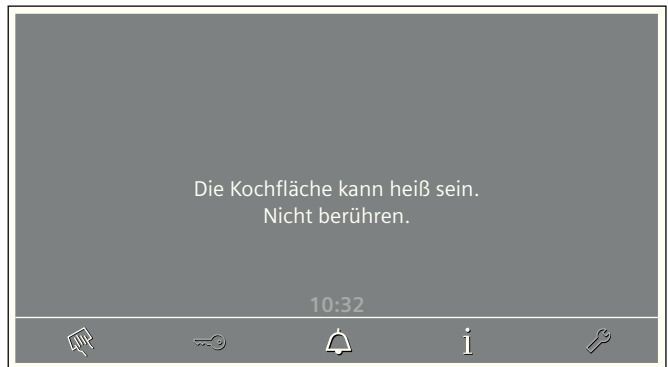 Die Kochfläche kann heiß sein.
Nicht berühren.
10:32
i